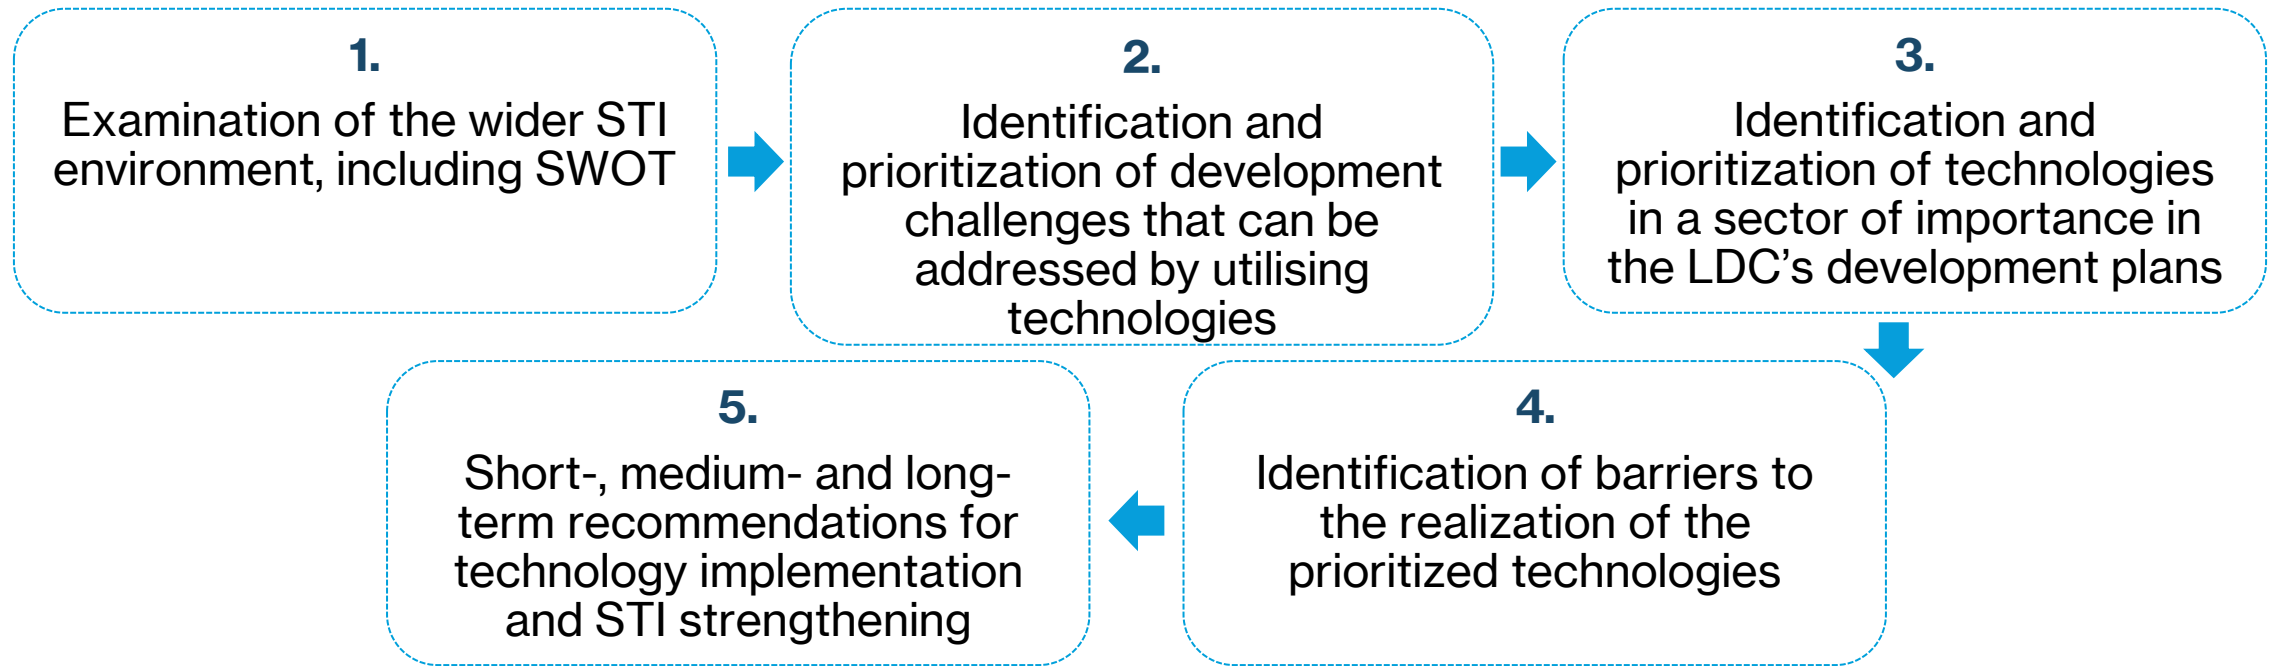 1.
Examination of the wider STI
environment, including SWOT
2.
Identification and
prioritization of development
challenges that can be
addressed by utilising
technologies
3.
Identification and
prioritization of technologies
in a sector of importance in
the LDC’s development plans
4.
Identification of barriers to
the realization of the
prioritized technologies
5.
Short-, medium- and long-
term recommendations for
technology implementation
and STI strengthening